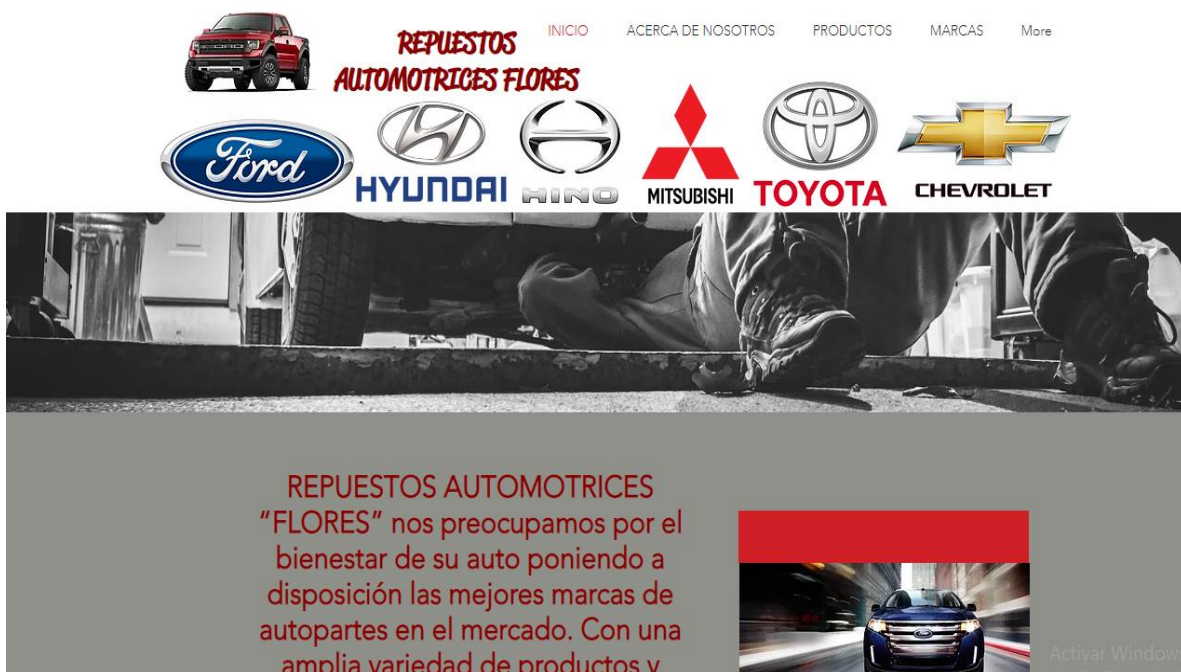 REPUESTOS
AUTOMOTRICES FLORES
INICIO
ACERCA DE NOSOTROS
PRODUCTOS
MARCAS
More
Ford
HYUNDAI
HINO
MITSUBISHI
TOYOTA
CHEVROLET
REPUESTOS AUTOMOTRICES
“FLORES” nos preocupamos por el
bienestar de su auto poniendo a
disposición las mejores marcas de
autopartes en el mercado. Con una
amplia variedad de productos y
Activar Windows